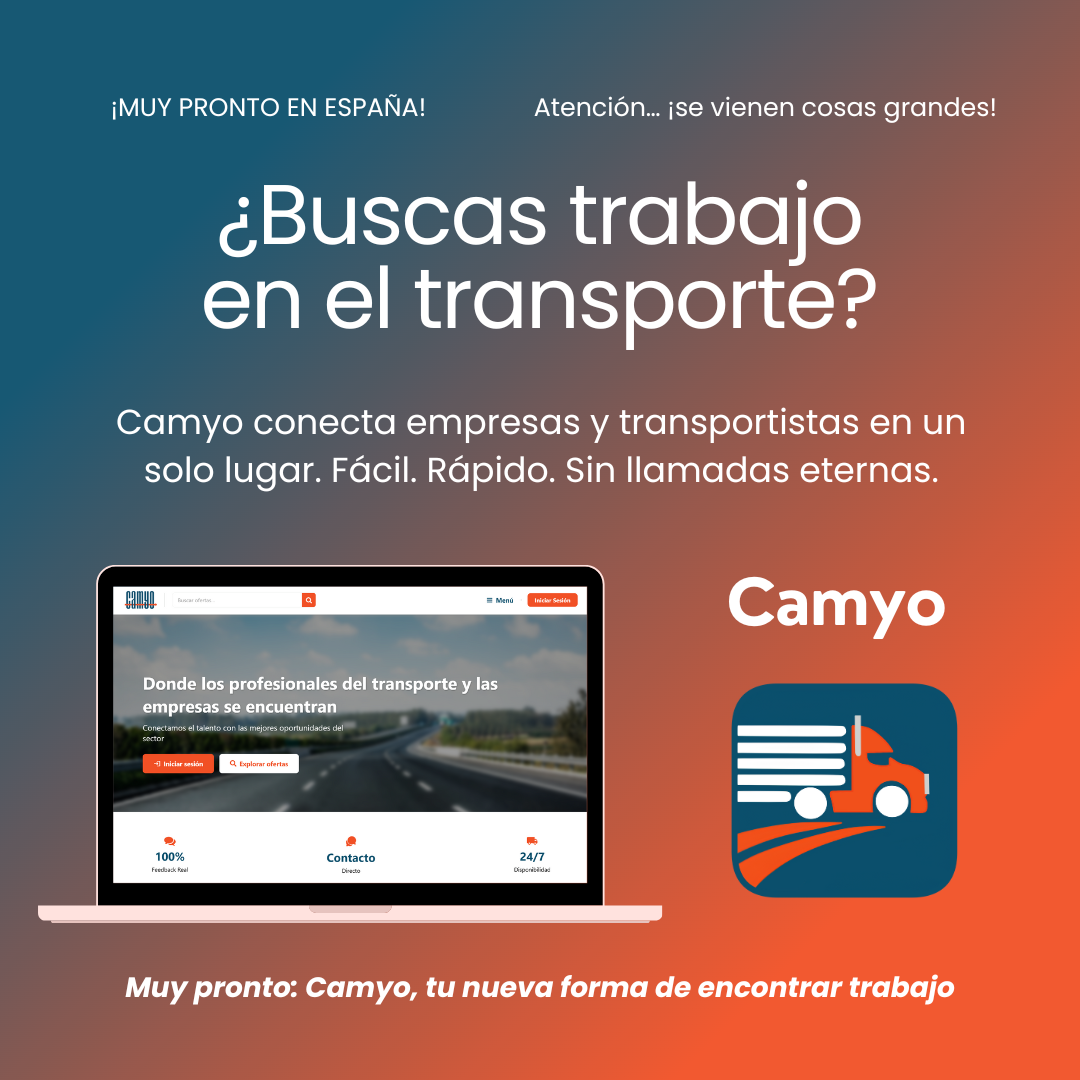 ¡MUY PRONTO EN ESPAÑA!
Atención... ¡se vienen cosas grandes!
¿Buscas trabajo
en el transporte?
Camyo conecta empresas y transportistas en un
solo lugar. Fácil. Rápido. Sin llamadas eternas.
camyo
Buscar ofertas...
Menú
Iniciar Sesión
Donde los profesionales del transporte y las
empresas se encuentran
Conectamos el talento con las mejores oportunidades del
sector
Iniciar sesión
Explorar ofertas
100%
Feedback Real
Contacto
Directo
24/7
Disponibilidad
Camyo
Muy pronto: Camyo, tu nueva forma de encontrar trabajo